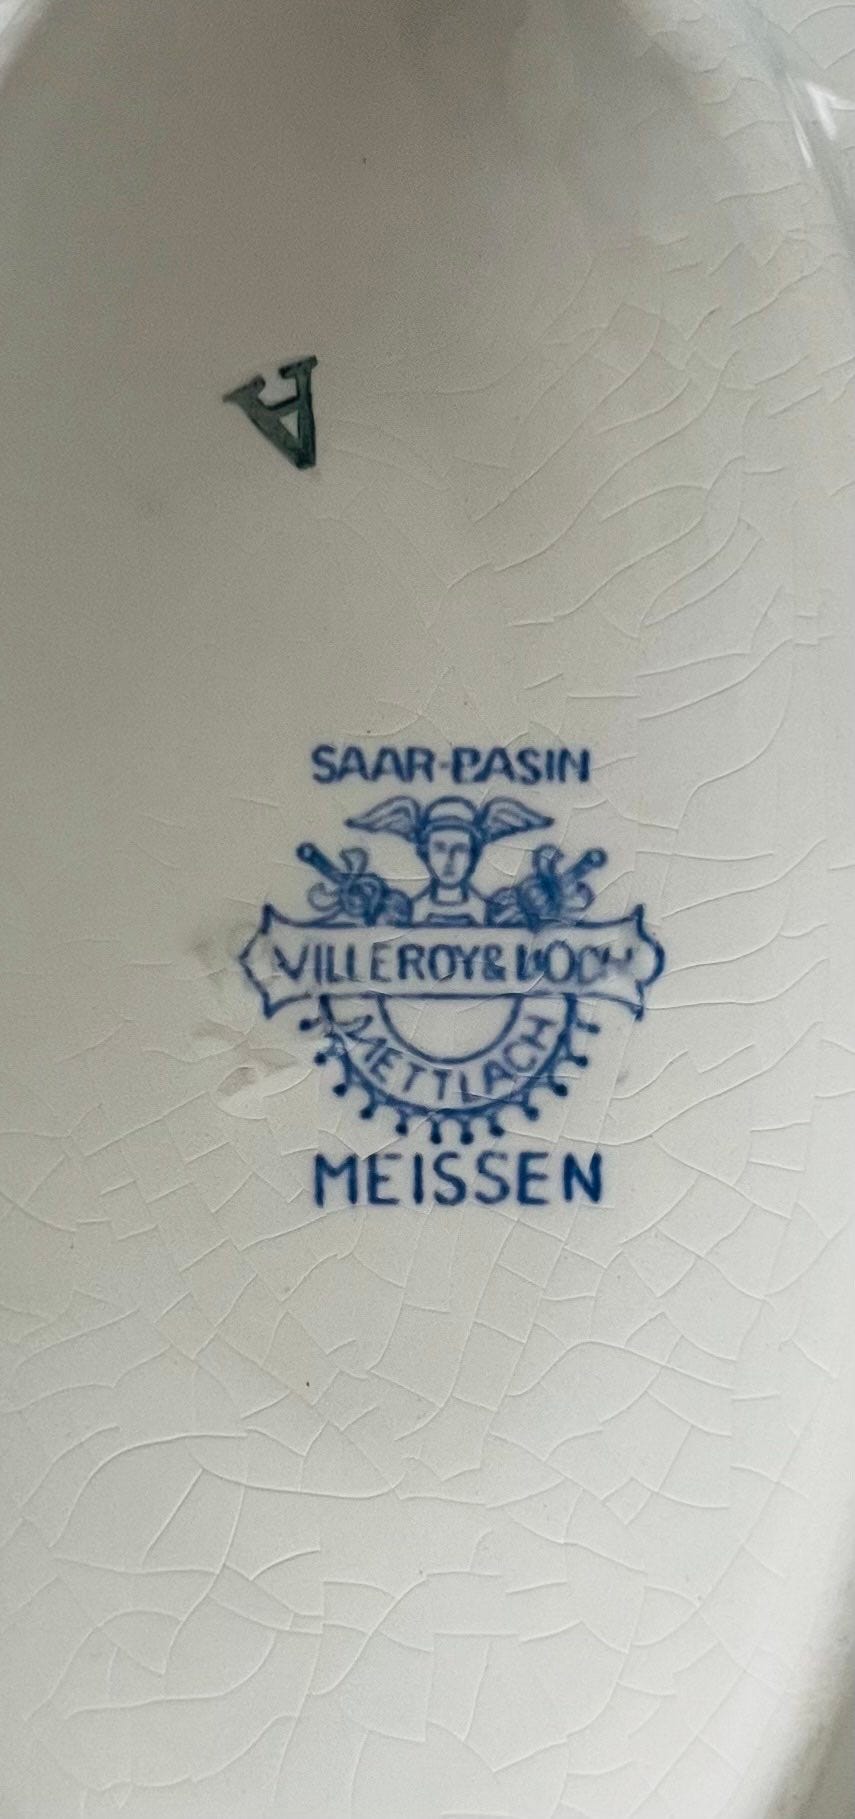 A
SAAR-BASIN
VILLEROY & BOCH
METTLACH
MEISSEN